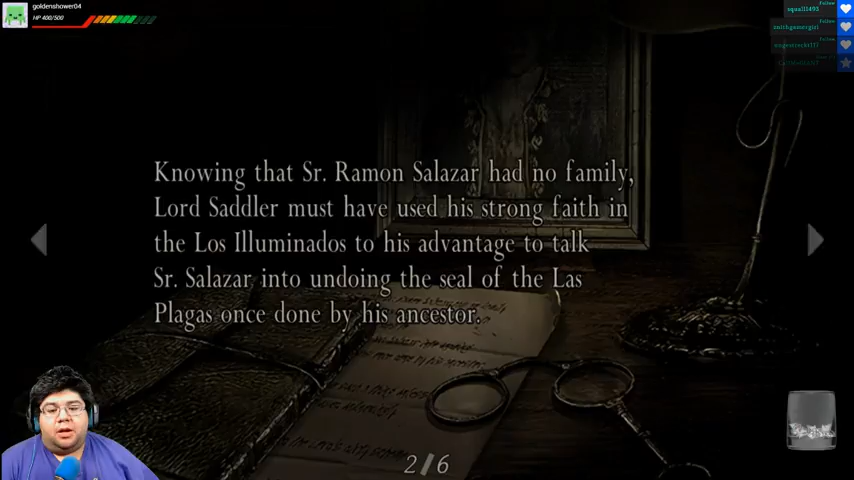 goldenshower04
HP 400/500
Knowing that Sr. Ramon Salazar had no family,
Lord Saddler must have used his strong faith in
the Los Illuminados to his advantage to talk
Sr. Salazar into undoing the seal of the Las
Plagas once done by his ancestor.
2/6